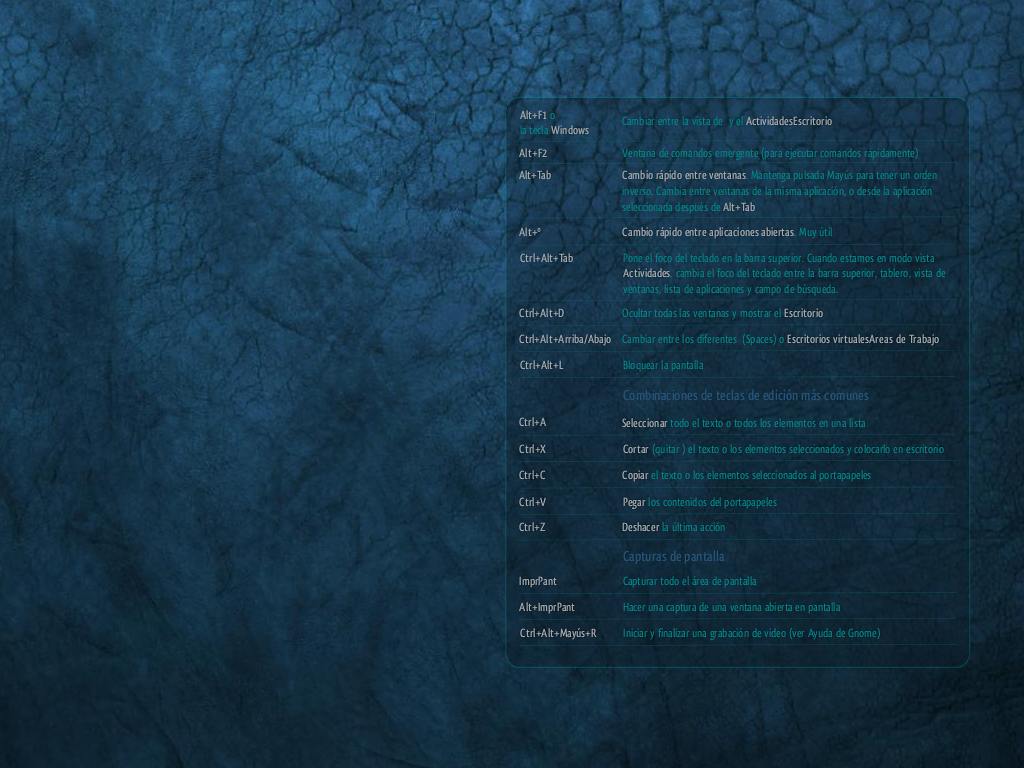 Alt+F1 o
la tecla Windows
Cambiar entre la vista de y el ActividadesEscritorio
Alt+F2 Ventana de comandos emergente (para ejecutar comandos rapidamente)
Alt+Tab Cambio rápido entre ventanas. Mantenga pulsada Mayús para tener un orden
inverso. Cambia entre ventanas de la misma aplicación, o desde la aplicación
seleccionada después de Alt+Tab
Alt+º Cambio rápido entre aplicaciones abiertas. Muy útil
Ctrl+Alt+Tab Pone el foco del teclado en la barra superior. Cuando estamos en modo vista
Actividades, cambia el foco del teclado entre la barra superior, tablero, vista de
ventanas, lista de aplicaciones y campo de búsqueda.
Ctrl+Alt+D Ocultar todas las ventanas y mostrar el Escritorio
Ctrl+Alt+Arriba/Abajo Cambiar entre los diferentes (Spaces) o Escritorios virtualesAreas de Trabajo
Ctrl+Alt+L Bloquear la pantalla
Combinaciones de teclas de edición más comunes
Ctrl+A Seleccionar todo el texto o todos los elementos en una lista
Ctrl+X Cortar (quitar ) el texto o los elementos seleccionados y colocarlo en escritorio
Ctrl+C Copiar el texto o los elementos seleccionados al portapapeles
Ctrl+V Pegar los contenidos del portapapeles
Ctrl+Z Deshacer la última acción
Capturas de pantalla
ImprPant Capturar todo el área de pantalla
Alt+ImprPant Hacer una captura de una ventana abierta en pantalla
Ctrl+Alt+Mayús+R Iniciar y finalizar una grabación de video (ver Ayuda de Gnome)